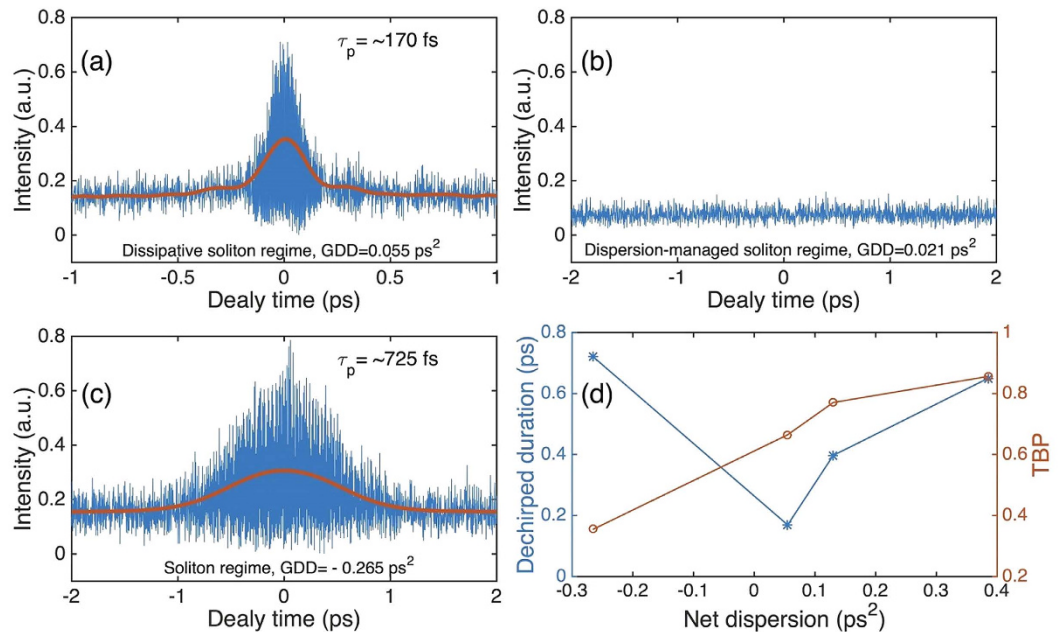 (a)
τp= ~170 fs
Intensity (a.u.)
0.8
0.6
0.4
0.2
0
Dissipative soliton regime, GDD=0.055 ps2
-1
-0.5
0
0.5
1
Dealy time (ps)
(b)
Intensity (a.u.)
0.8
0.6
0.4
0.2
0
Dispersion-managed soliton regime, GDD=0.021 ps2
-2
-1
0
1
2
Dealy time (ps)
(c)
τp= ~725 fs
Intensity (a.u.)
0.8
0.6
0.4
0.2
0
Soliton regime, GDD= - 0.265 ps2
-2
-1
0
1
2
Dealy time (ps)
(d)
Dechirped duration (ps)
0.8
0.6
0.4
0.2
0
TBP
1
0.8
0.6
0.4
0.2
-0.3
-0.2
-0.1
0
0.1
0.2
0.3
0.4
Net dispersion (ps2)